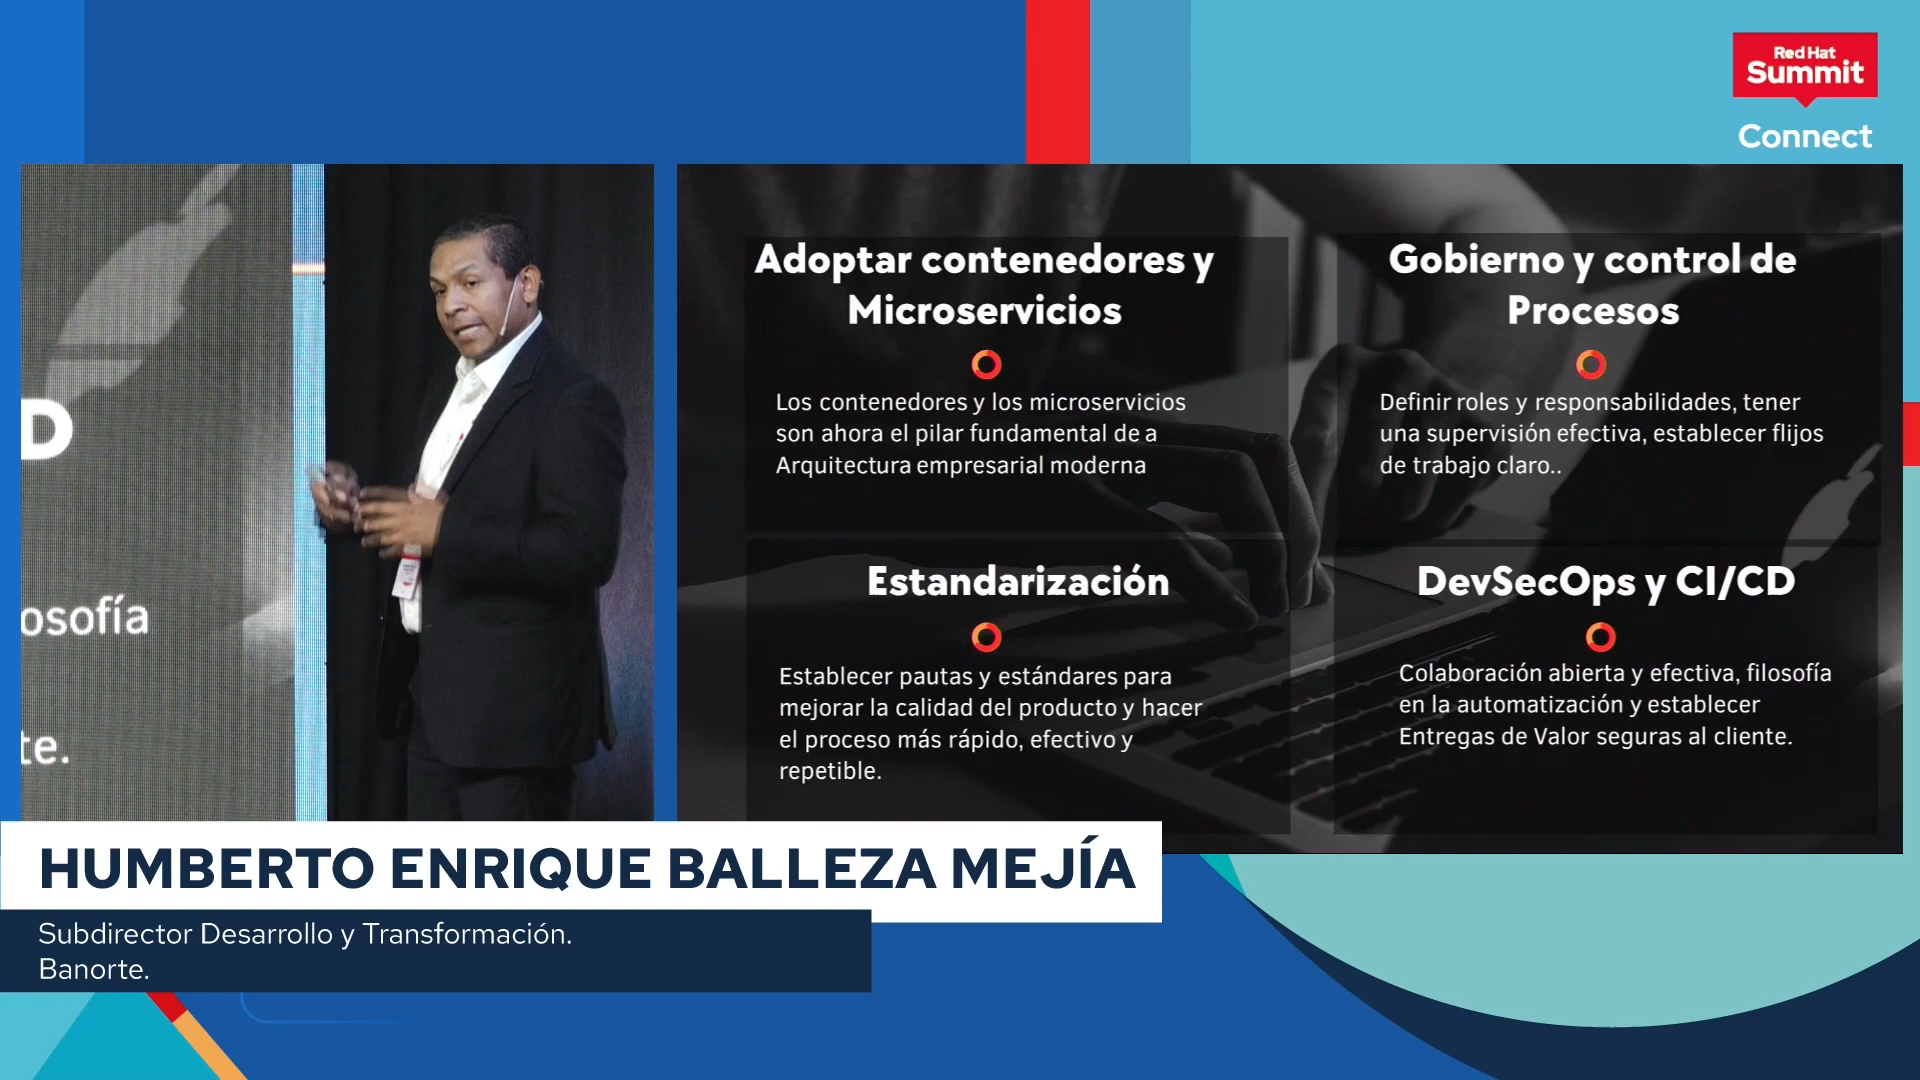 Red Hat
Summit
Connect
Adoptar contenedores y
Microservicios
Los contenedores y los microservicios
son ahora el pilar fundamental de a
Arquitectura empresarial moderna
Gobierno y control de
Procesos
Definir roles y responsabilidades, tener
una supervisión efectiva, establecer flijos
de trabajo claro..
Estandarización
Establecer pautas y estándares para
mejorar la calidad del producto y hacer
el proceso más rápido, efectivo y
repetible.
DevSecOps y CI/CD
Colaboración abierta y efectiva, filosofía
en la automatización y establecer
Entregas de Valor seguras al cliente.
D
osofía
te.
HUMBERTO ENRIQUE BALLEZA MEJÍA
Subdirector Desarrollo y Transformación.
Banorte.